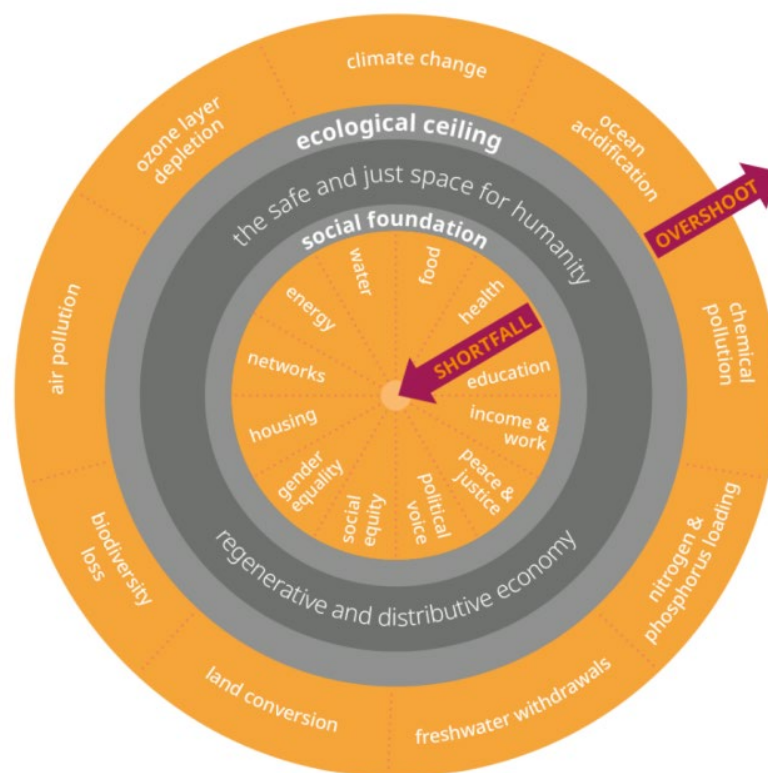 climate change
ocean
acidification
chemical
pollution
nitrogen &
phosphorus loading
freshwater withdrawals
land conversion
biodiversity
loss
air pollution
ozone layer
depletion
OVERSHOOT
ecological ceiling
the safe and just space for humanity
social foundation
water
food
health
SHORTFALL
education
income &
work
peace &
justice
political
voice
social
equity
gender
equality
housing
networks
energy
regenerative and distributive economy